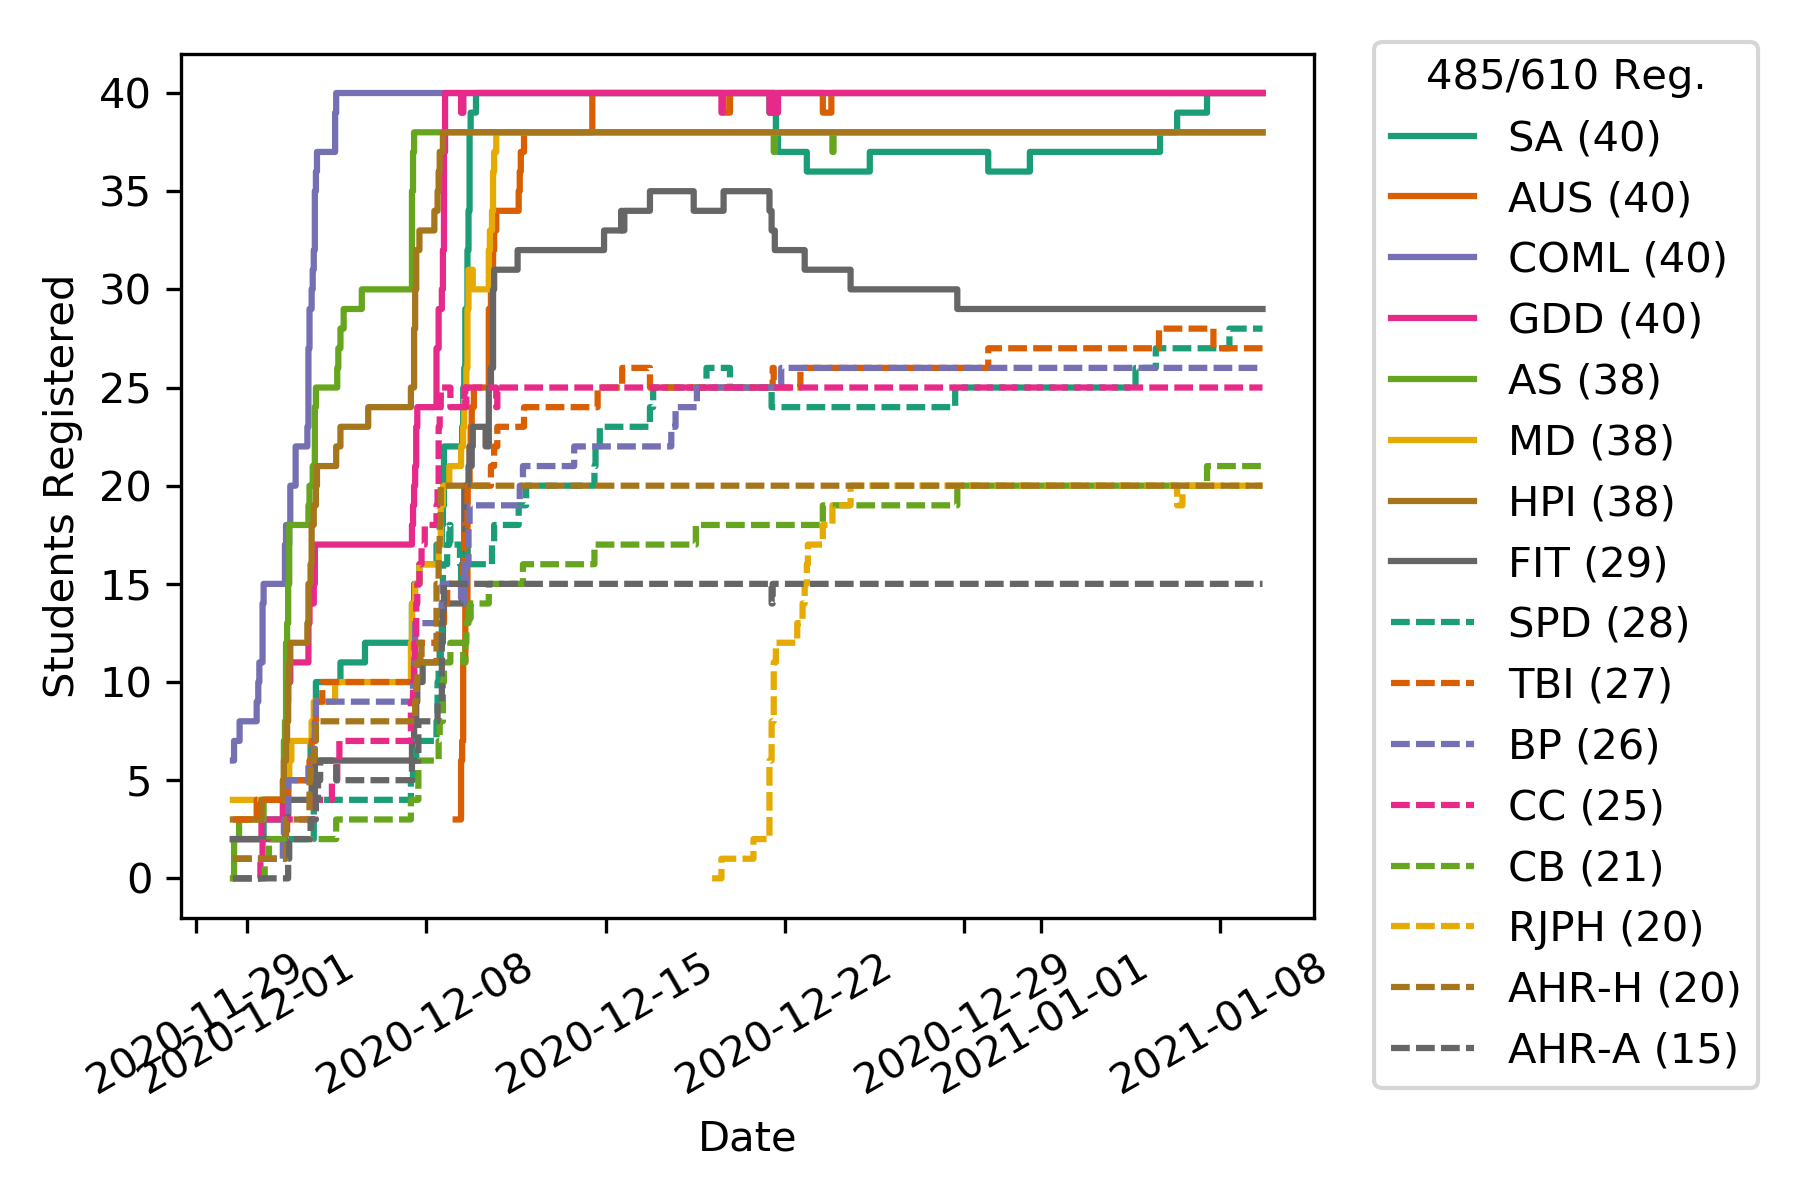 485/610 Reg.
SA (40)
AUS (40)
COML (40)
GDD (40)
AS (38)
MD (38)
HPI (38)
FIT (29)
SPD (28)
TBI (27)
BP (26)
CC (25)
CB (21)
RJPH (20)
AHR-H (20)
AHR-A (15)
Students Registered
40
35
30
25
20
15
10
5
0
2020-11-29
2020-12-01
2020-12-08
2020-12-15
2020-12-22
2020-12-29
2021-01-01
2021-01-08
Date